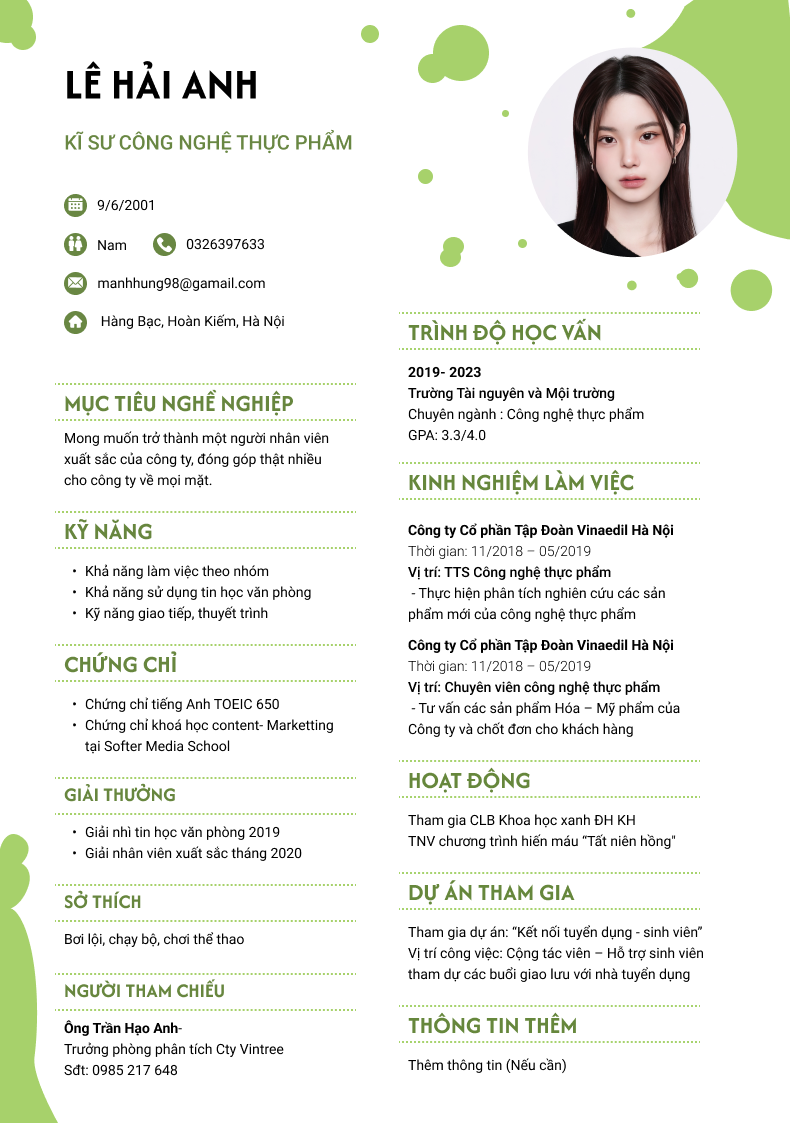 LÊ HẢI ANH
KĨ SƯ CÔNG NGHỆ THỰC PHẨM
9/6/2001
Nam 0326397633
manhhung98@gamail.com
Hàng Bạc, Hoàn Kiếm, Hà Nội
MỤC TIÊU NGHỀ NGHIỆP
Mong muốn trở thành một người nhân viên
xuất sắc của công ty, đóng góp thật nhiều
cho công ty về mọi mặt.
KỸ NĂNG
• Khả năng làm việc theo nhóm
• Khả năng sử dụng tin học văn phòng
• Kỹ năng giao tiếp, thuyết trình
CHỨNG CHỈ
• Chứng chỉ tiếng Anh TOEIC 650
• Chứng chỉ khoá học content- Marketting
tại Softer Media School
GIẢI THƯỞNG
• Giải nhì tin học văn phòng 2019
• Giải nhân viên xuất sắc tháng 2020
SỞ THÍCH
Bơi lội, chạy bộ, chơi thể thao
NGƯỜI THAM CHIẾU
Ông Trần Hạo Anh-
Trưởng phòng phân tích Cty Vintree
Sđt: 0985 217 648
TRÌNH ĐỘ HỌC VẤN
2019- 2023
Trường Tài nguyên và Mội trường
Chuyên ngành : Công nghệ thực phẩm
GPA: 3.3/4.0
KINH NGHIỆM LÀM VIỆC
Công ty Cổ phần Tập Đoàn Vinaedil Hà Nội
Thời gian: 11/2018 – 05/2019
Vị trí: TTS Công nghệ thực phẩm
- Thực hiện phân tích nghiên cứu các sản
phẩm mới của công nghệ thực phẩm
Công ty Cổ phần Tập Đoàn Vinaedil Hà Nội
Thời gian: 11/2018 – 05/2019
Vị trí: Chuyên viên công nghệ thực phẩm
- Tư vấn các sản phẩm Hóa – Mỹ phẩm của
Công ty và chốt đơn cho khách hàng
HOẠT ĐỘNG
Tham gia CLB Khoa học xanh ĐH KH
TNV chương trình hiến máu “Tất niên hồng"
DỰ ÁN THAM GIA
Tham gia dự án: “Kết nối tuyển dụng - sinh viên”
Vị trí công việc: Cộng tác viên – Hỗ trợ sinh viên
tham dự các buổi giao lưu với nhà tuyển dụng
THÔNG TIN THÊM
Thêm thông tin (Nếu cần)